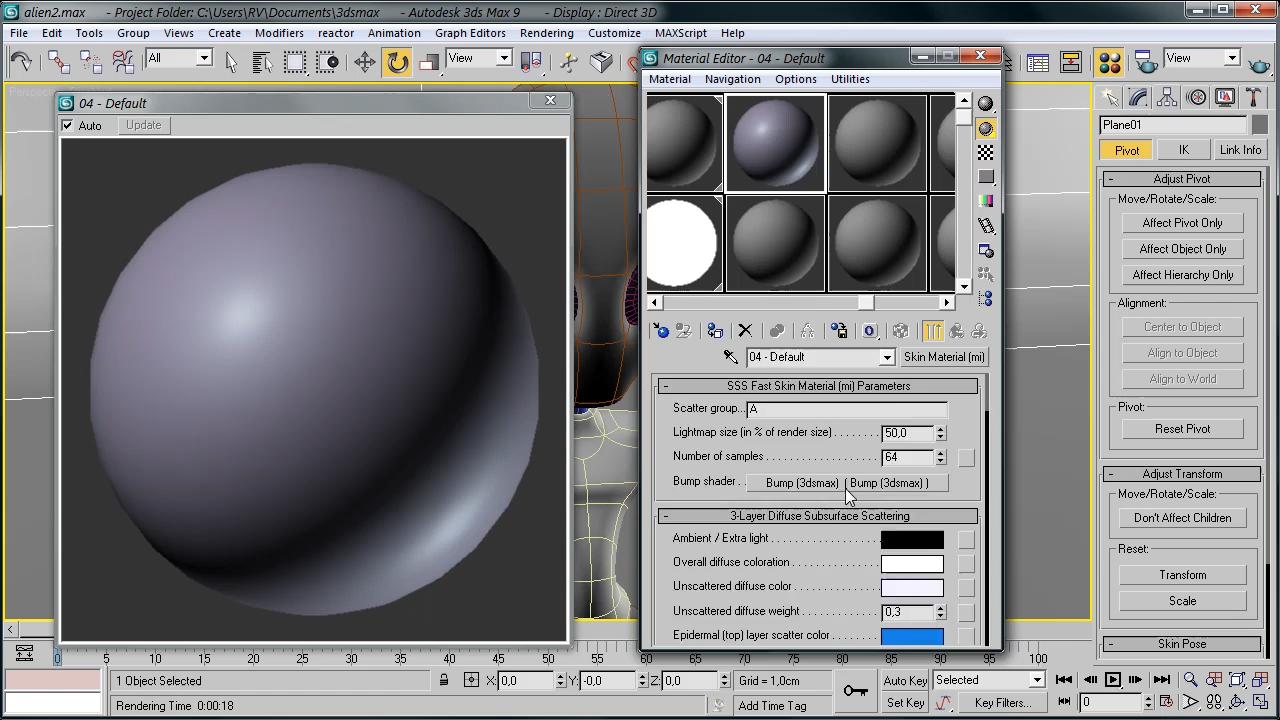 alien2.max - Project Folder: C:\Users\RV\Documents\3dsmax - Autodesk 3ds Max 9 - Display : Direct 3D
File Edit Tools Group Views Create Modifiers reactor Animation Graph Editors Rendering Customize MAXScript Help
All
View
View
04 - Default
Auto
Update
Material Editor - 04 - Default
Material Navigation Options Utilities
04 - Default
Skin Material (mi)
- SSS Fast Skin Material (mi) Parameters
Scatter group... A
Lightmap size (in % of render size) . . . . . . . . 50,0
Number of samples . . . . . . . . . . . . . . . . . . . 64
Bump shader . . Bump (3dsmax) ( Bump (3dsmax) )
- 3-Layer Diffuse Subsurface Scattering
Ambient / Extra light . . . . . . . . . . . . . . . . . .
Overall diffuse coloration . . . . . . . . . . . . . . .
Unscattered diffuse color . . . . . . . . . . . . . . .
Unscattered diffuse weight . . . . . . . . . . . . . 0,3
Epidermal (top) layer scatter color . . . . . . . .
Plane01
Pivot IK Link Info
- Adjust Pivot
Move/Rotate/Scale:
Affect Pivot Only
Affect Object Only
Affect Hierarchy Only
Alignment:
Center to Object
Align to Object
Align to World
Pivot:
Reset Pivot
- Adjust Transform
Move/Rotate/Scale:
Don't Affect Children
Reset:
Transform
Scale
- Skin Pose
0 5 10 15 20 25 30 35 40 45 50 55 60 65 70 75 80 85 90 95 100
1 Object Selected
X: 0,0 Y: -0,0 Z: 0,0
Grid = 1,0cm
Auto Key Selected
Rendering Time 0:00:18
Add Time Tag
Set Key Key Filters...
0